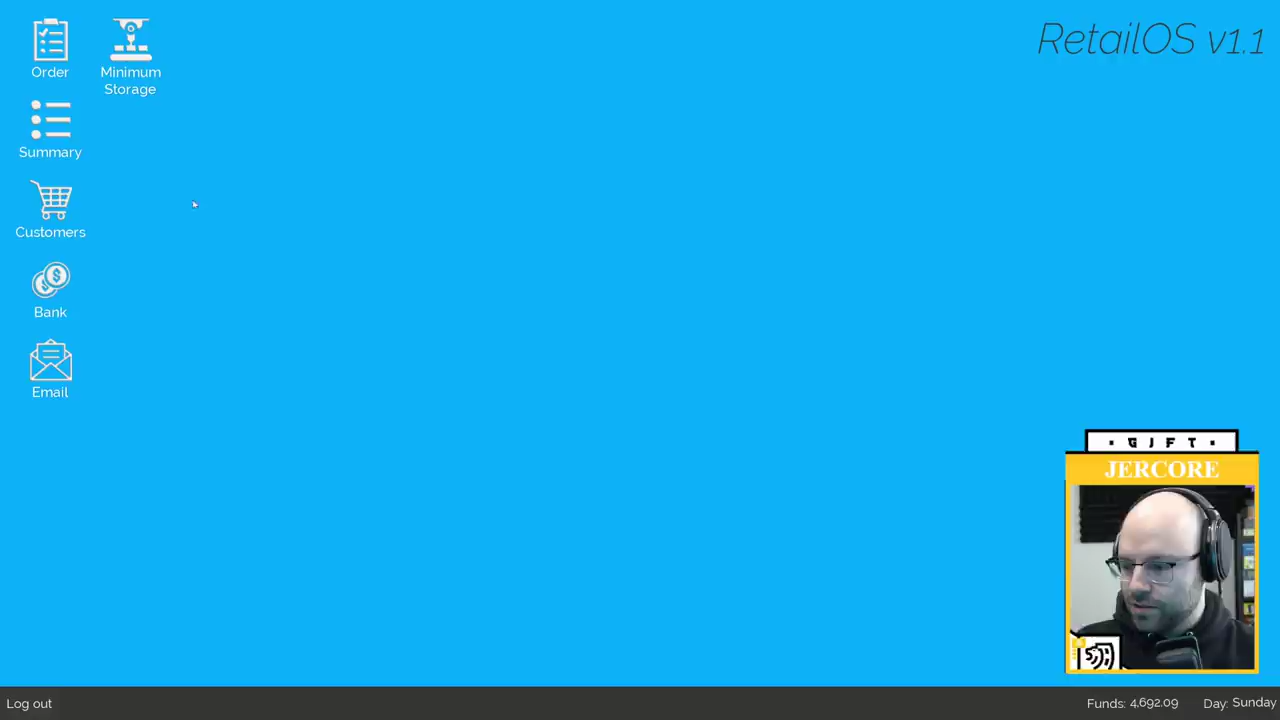 RetailOS v1.1
Order
Minimum
Storage
Summary
Customers
Bank
Email
GJFT
JERCORE
Log out
Funds: 4,692.09
Day: Sunday